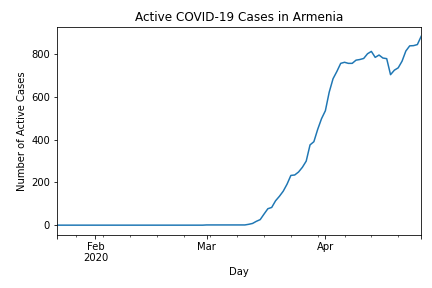 Active COVID-19 Cases in Armenia
Number of Active Cases
800
600
400
200
0
Feb
2020
Mar
Apr
Day